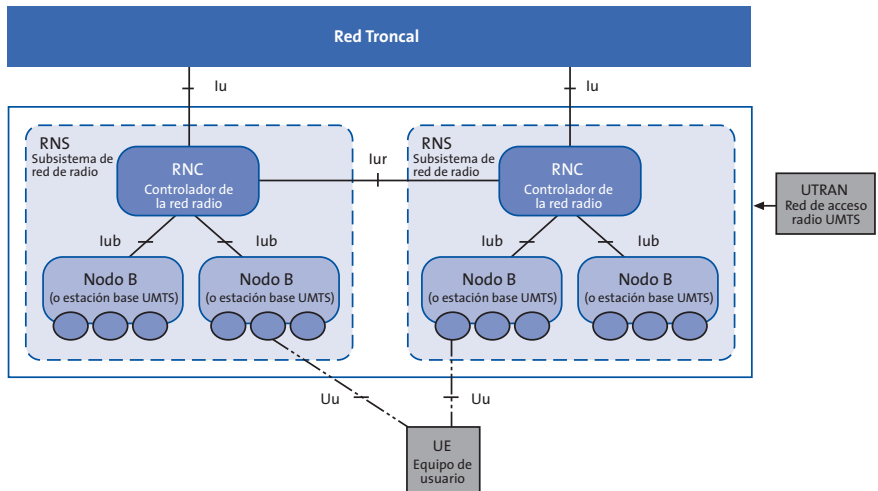 Red Troncal
Iu
Iu
RNS
Subsistema de
red de radio
RNC
Controlador de
la red radio
Iur
RNS
Subsistema de
red de radio
RNC
Controlador de
la red radio
UTRAN
Red de acceso
radio UMTS
Iub
Iub
Iub
Iub
Nodo B
(o estación base UMTS)
Nodo B
(o estación base UMTS)
Nodo B
(o estación base UMTS)
Nodo B
(o estación base UMTS)
Uu
Uu
UE
Equipo de
usuario